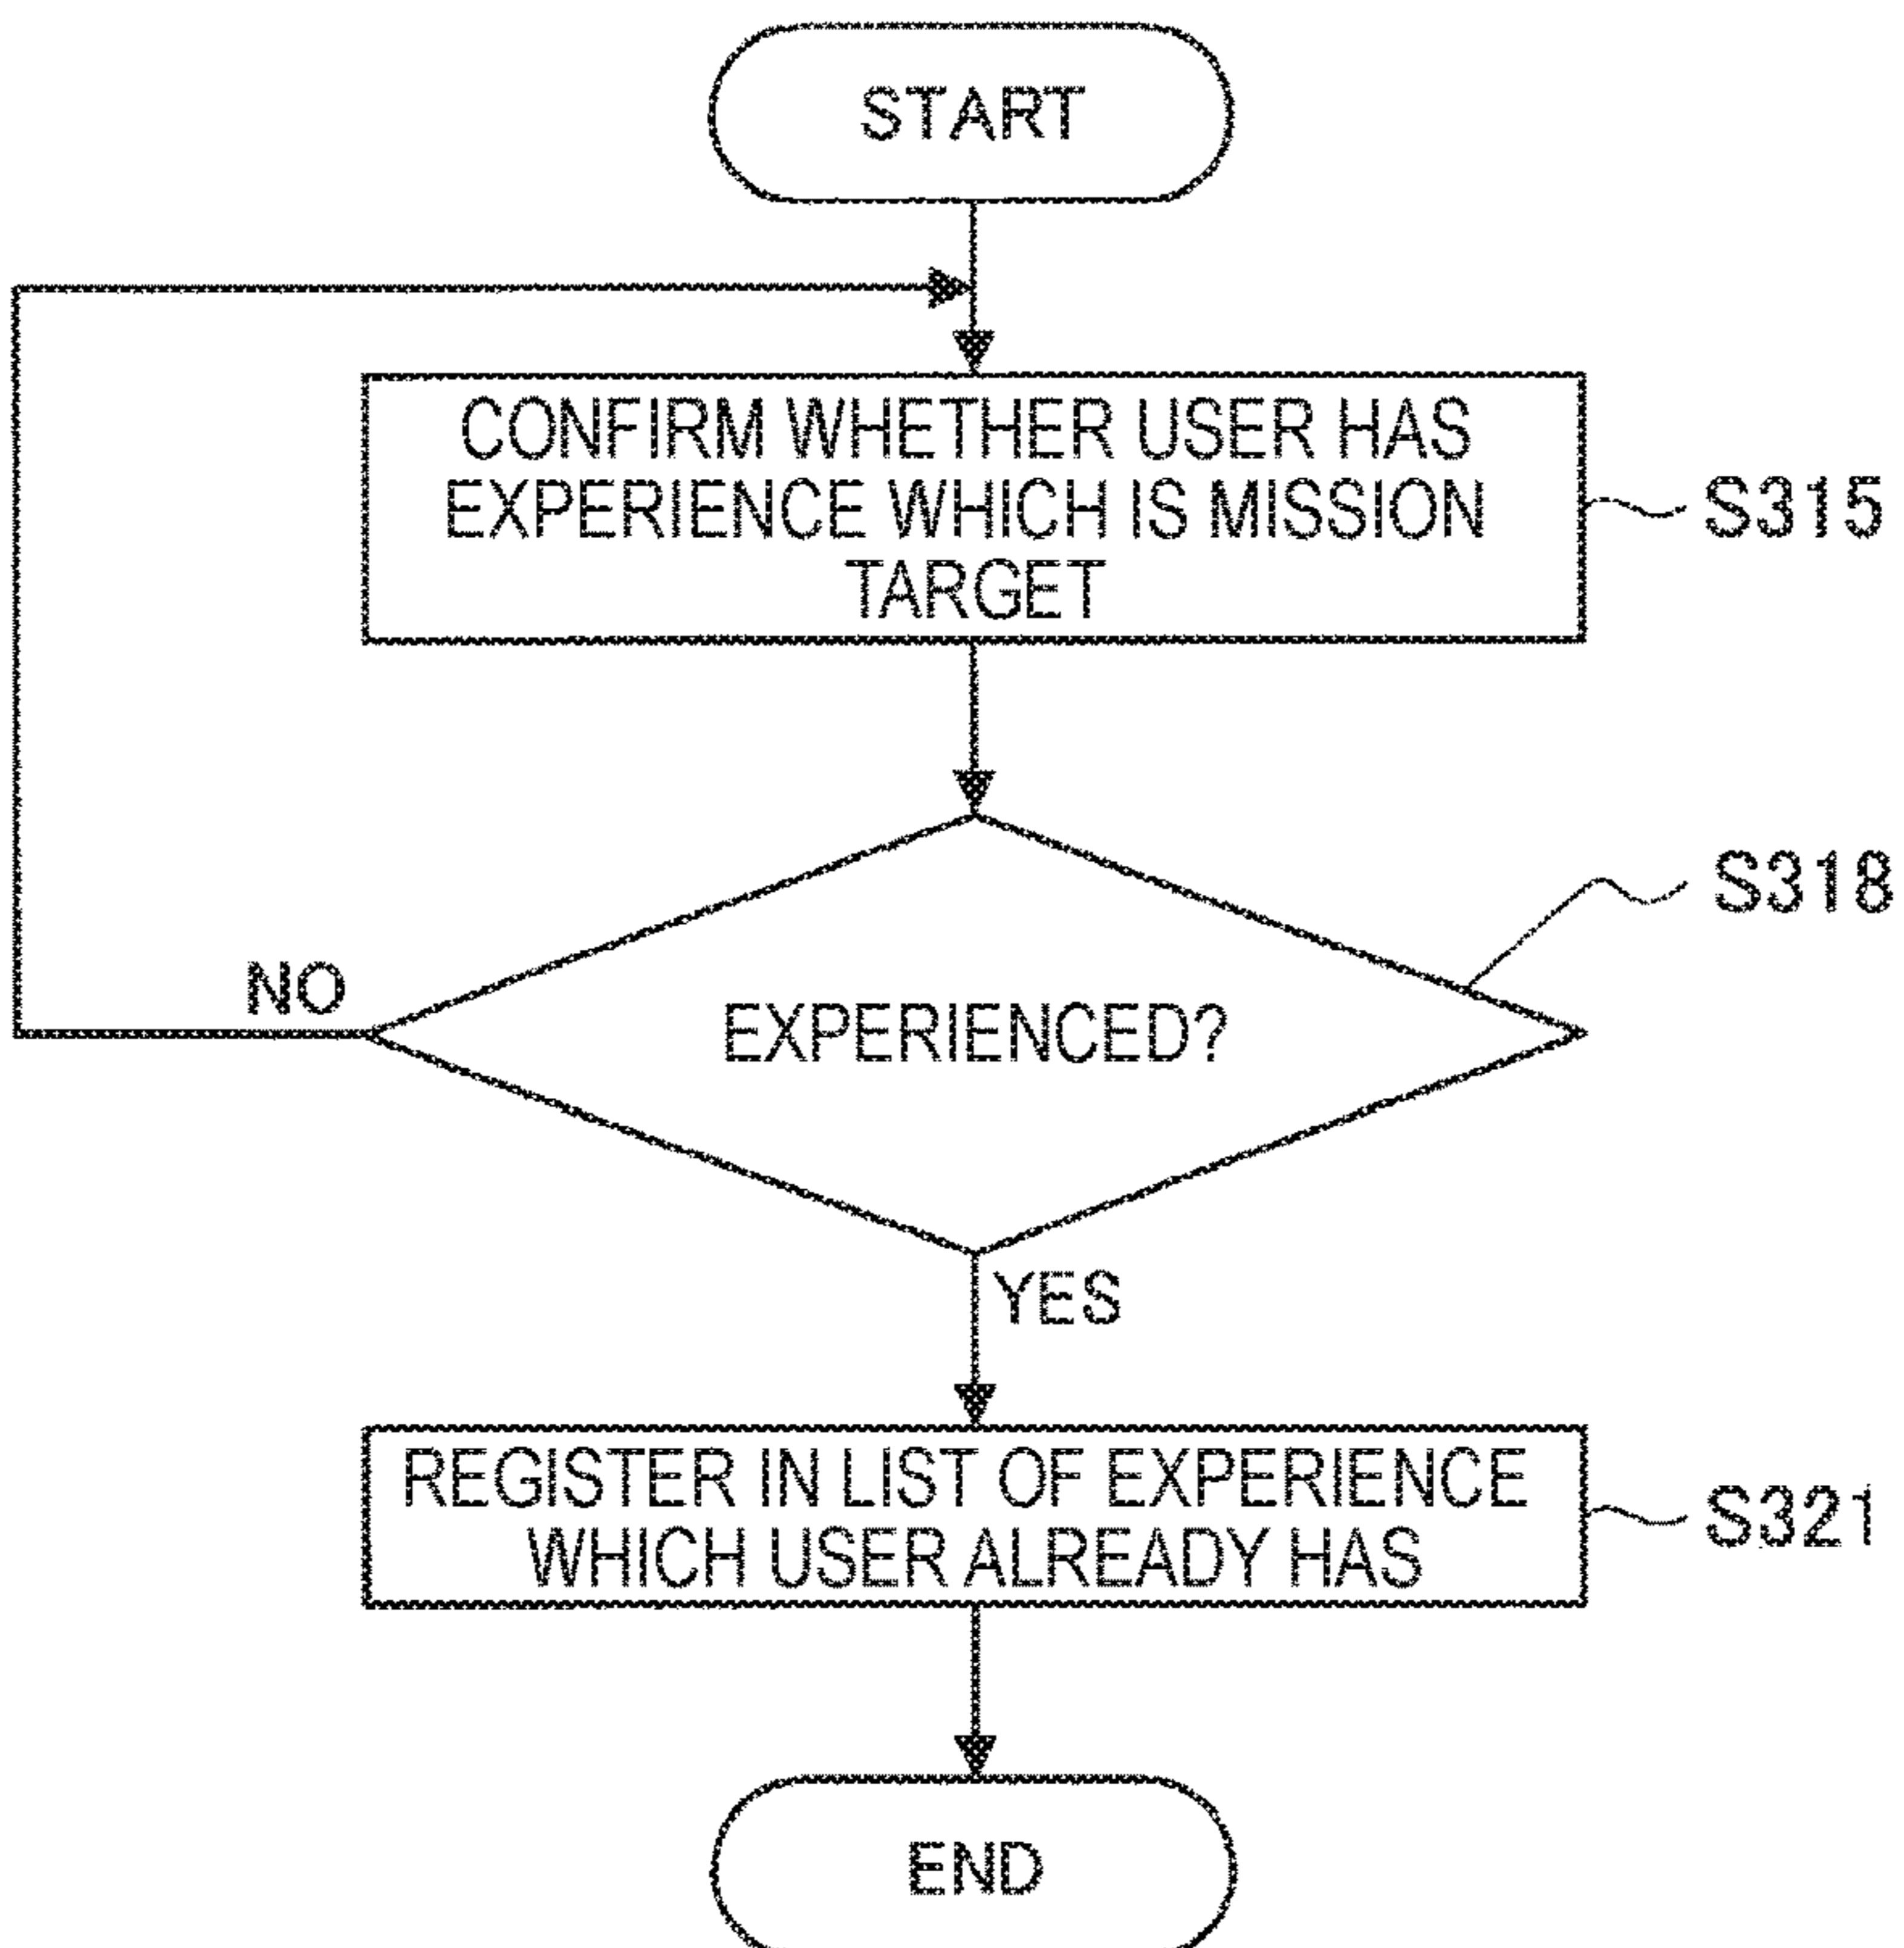 START
CONFIRM WHETHER USER HAS
EXPERIENCE WHICH IS MISSION
TARGET
S315
S318
NO
EXPERIENCED?
YES
REGISTER IN LIST OF EXPERIENCE
WHICH USER ALREADY HAS
S321
END